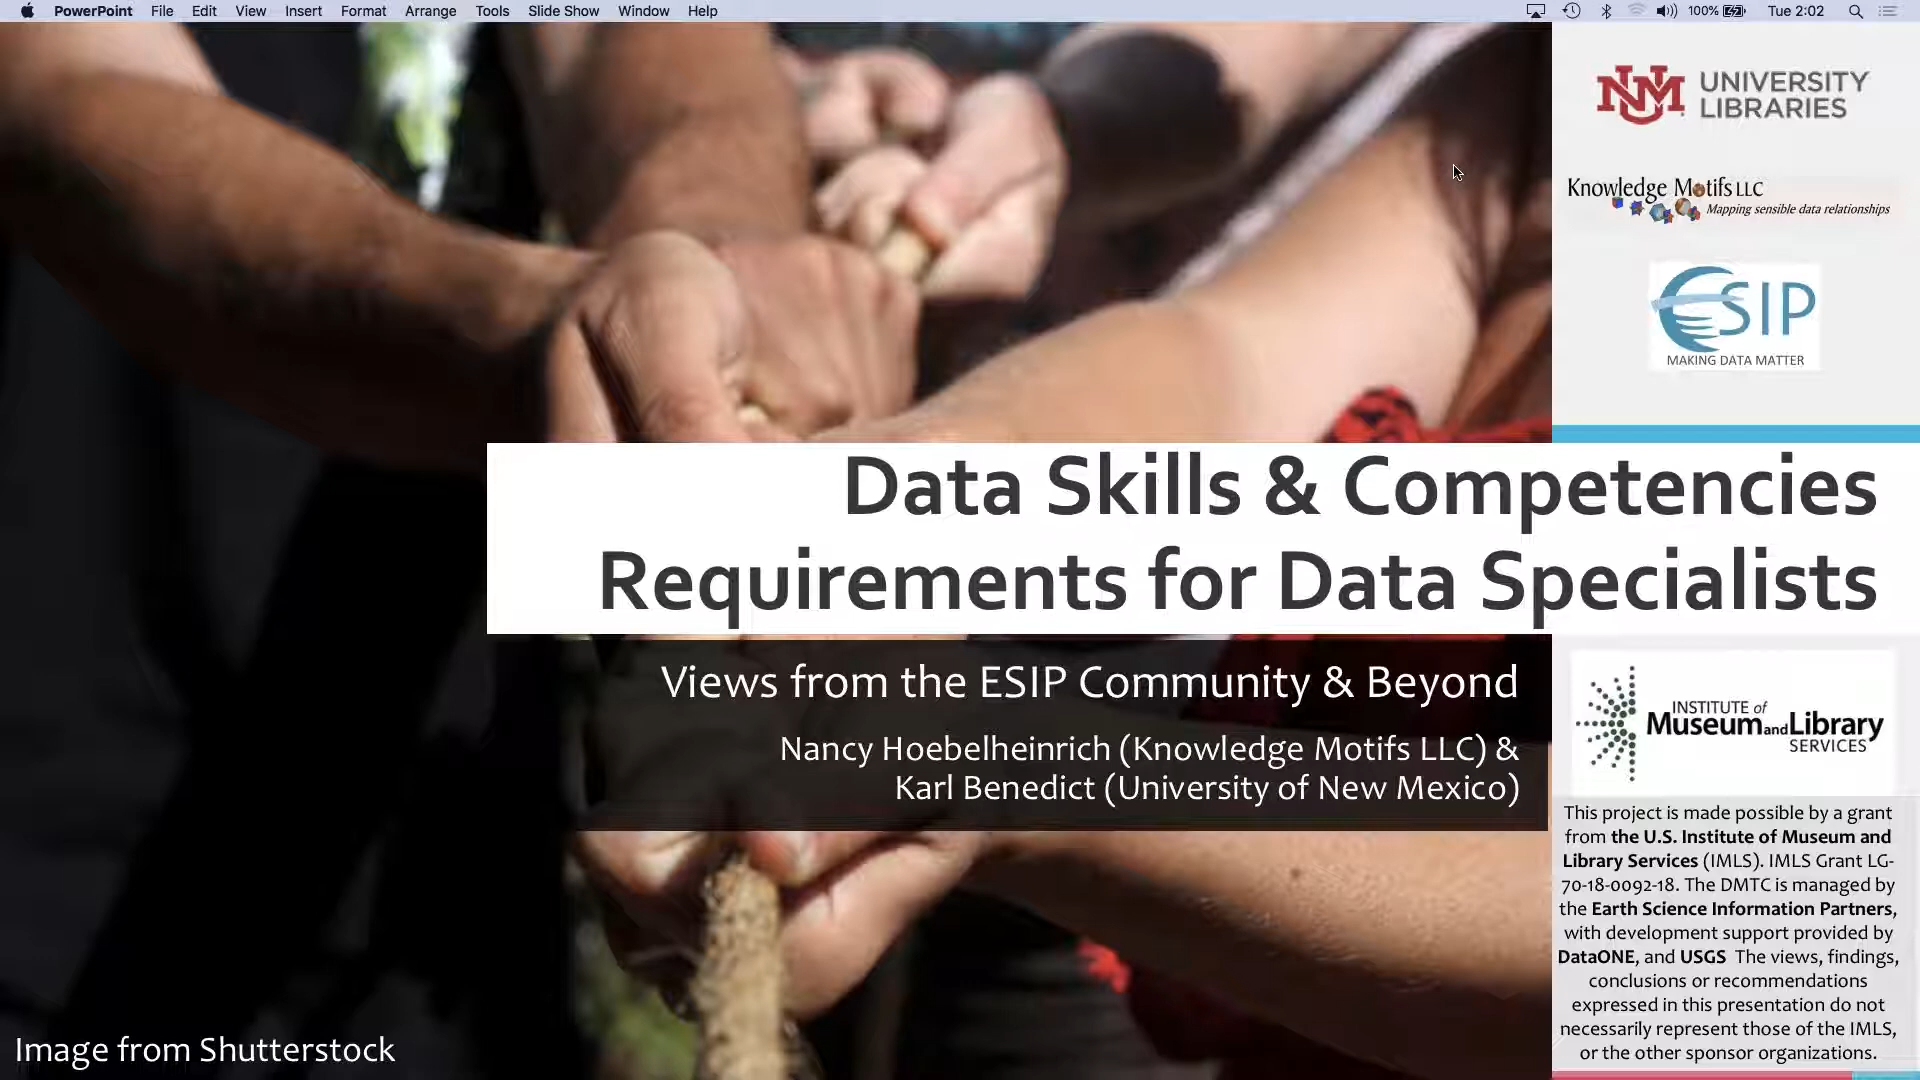 PowerPoint File Edit View Insert Format Arrange Tools Slide Show Window Help 100% Tue 2:02
UNM UNIVERSITY
LIBRARIES
Knowledge Motifs LLC
Mapping sensible data relationships
ESIP
MAKING DATA MATTER
Data Skills & Competencies
Requirements for Data Specialists
Views from the ESIP Community & Beyond
Nancy Hoebelheinrich (Knowledge Motifs LLC) &
Karl Benedict (University of New Mexico)
INSTITUTE of
Museum and Library
SERVICES
This project is made possible by a grant
from the U.S. Institute of Museum and
Library Services (IMLS). IMLS Grant LG-
70-18-0092-18. The DMTC is managed by
the Earth Science Information Partners,
with development support provided by
DataONE, and USGS The views, findings,
conclusions or recommendations
expressed in this presentation do not
necessarily represent those of the IMLS,
or the other sponsor organizations.
Image from Shutterstock